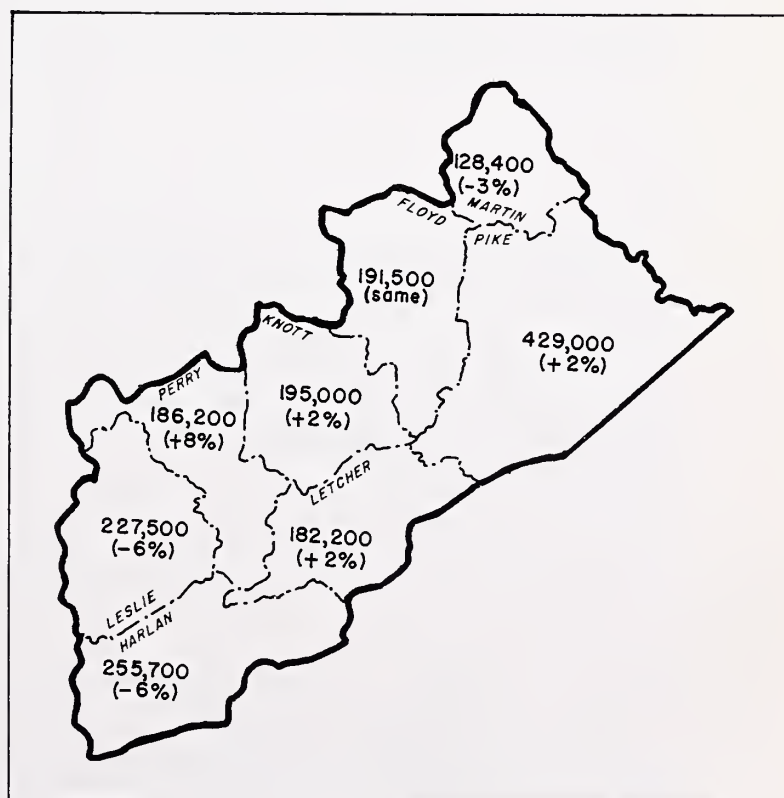 128,400
(-3%)
MARTIN
FLOYD
PIKE
191,500
(same)
429,000
(+2%)
KNOTT
195,000
(+2%)
PERRY
186,200
(+8%)
LETCHER
182,200
(+2%)
227,500
(-6%)
LESLIE
HARLAN
255,700
(-6%)